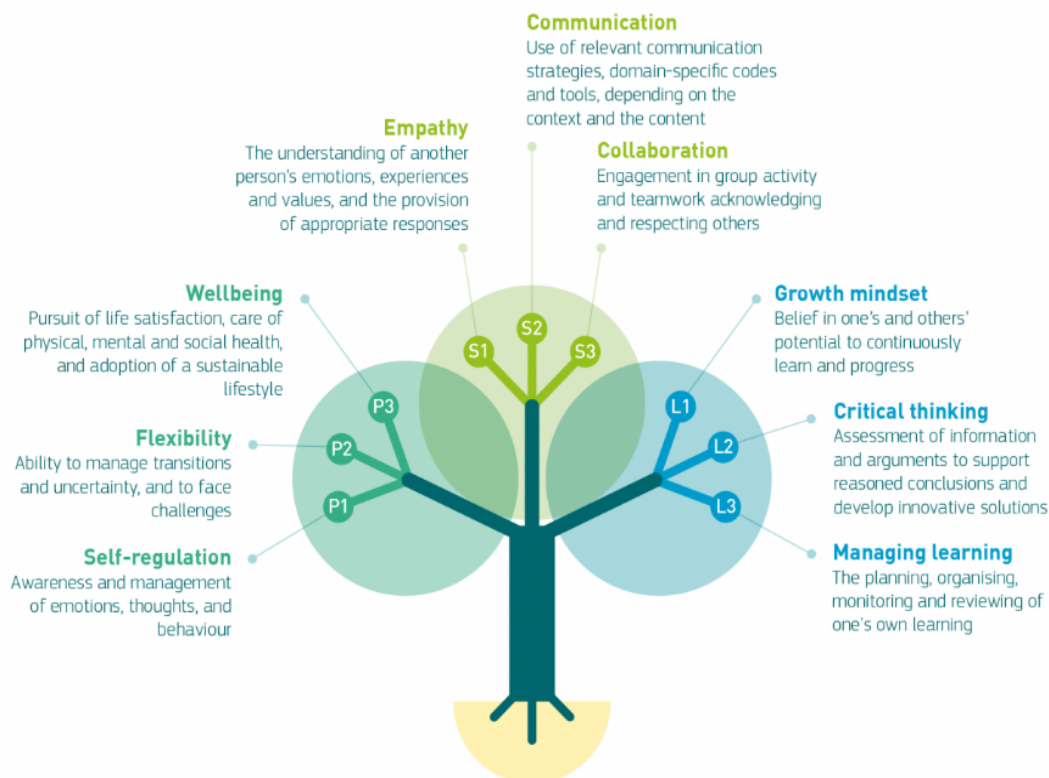 Communication
Use of relevant communication
strategies, domain-specific codes
and tools, depending on the
context and the content
Empathy
The understanding of another
person's emotions, experiences
and values, and the provision
of appropriate responses
Collaboration
Engagement in group activity
and teamwork acknowledging
and respecting others
Wellbeing
Pursuit of life satisfaction, care of
physical, mental and social health,
and adoption of a sustainable
lifestyle
Growth mindset
Belief in one's and others'
potential to continuously
learn and progress
S1
S2
S3
Flexibility
Ability to manage transitions
and uncertainty, and to face
challenges
P3
P2
P1
L1
L2
L3
Critical thinking
Assessment of information
and arguments to support
reasoned conclusions and
develop innovative solutions
Self-regulation
Awareness and management
of emotions, thoughts, and
behaviour
Managing learning
The planning, organising,
monitoring and reviewing of
one's own learning